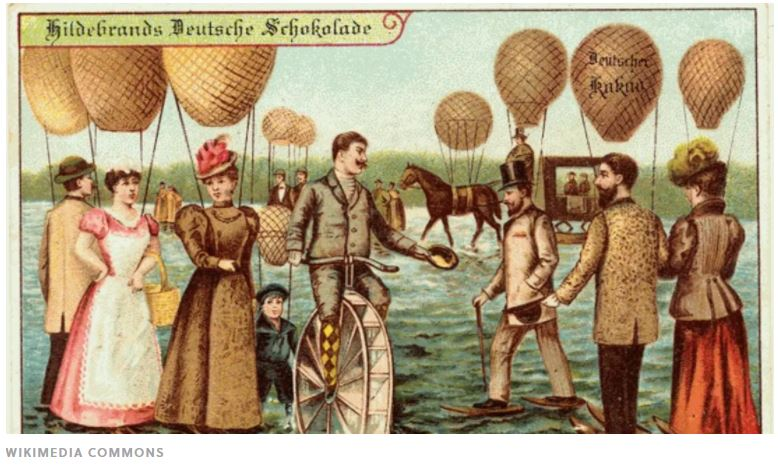 Hildebrands Deutsche Schokolade
Deutscher
Kakao
WIKIMEDIA COMMONS